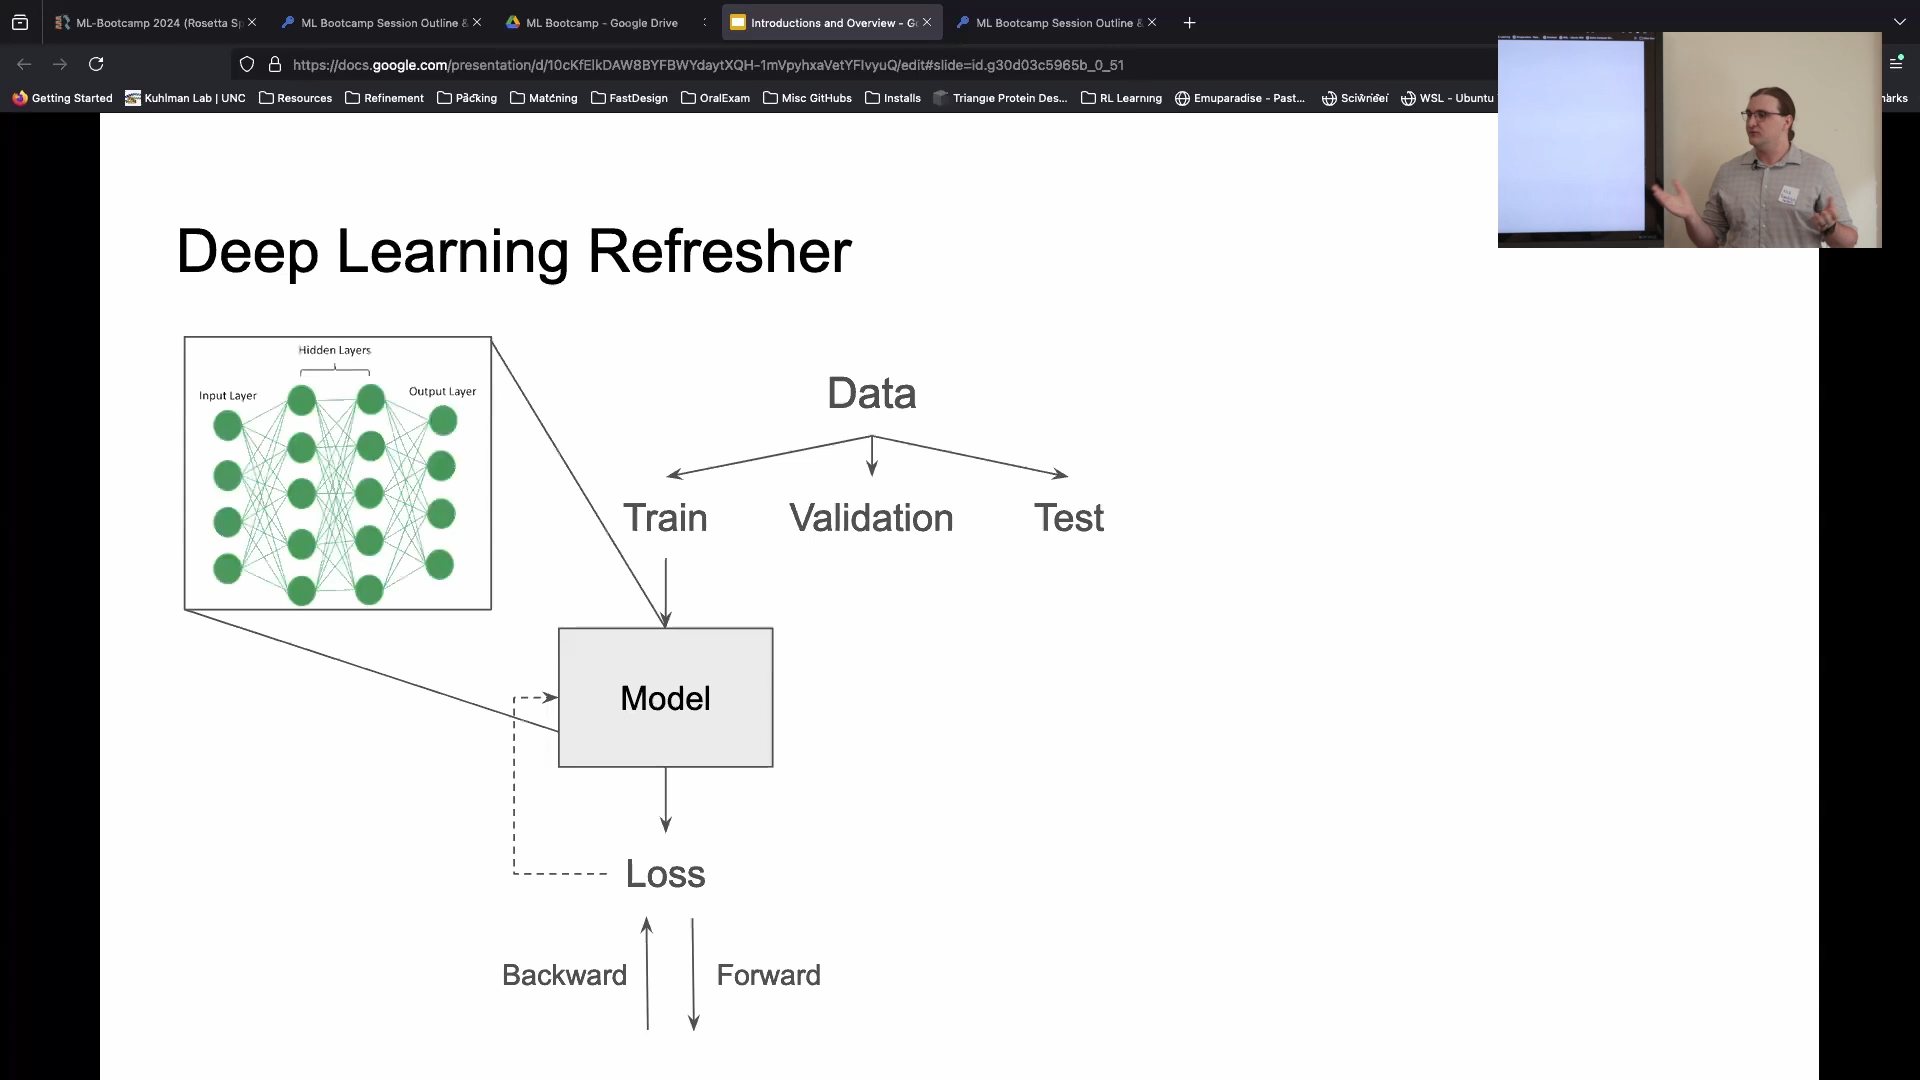 ML-Bootcamp 2024 (Rosetta Sp
ML Bootcamp Session Outline &
ML Bootcamp - Google Drive
Introductions and Overview - Go
ML Bootcamp Session Outline &
https://docs.google.com/presentation/d/10cKfElkDAW8BYFBWYdaytXQH-1mVpyhxaVetYFIvyuQ/edit#slide=id.g30d03c5965b_0_51
Getting Started
Kuhlman Lab | UNC
Resources
Refinement
Packing
Matching
FastDesign
OralExam
Misc GitHubs
Installs
Triangle Protein Des...
RL Learning
Emuparadise - Past...
WSL - Ubuntu
Deep Learning Refresher
Hidden Layers
Input Layer
Output Layer
Data
Train
Validation
Test
Model
Loss
Backward
Forward